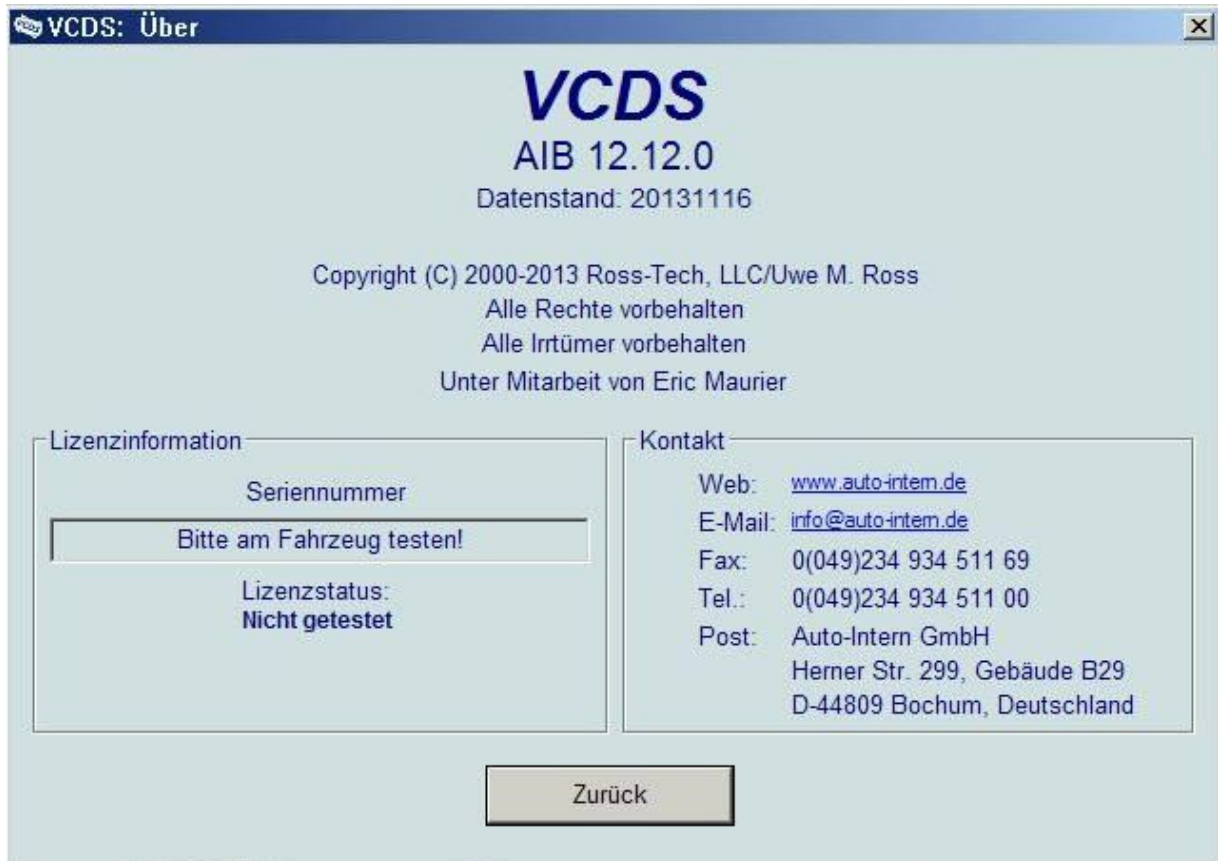 VCDS: Über
VCDS
AIB 12.12.0
Datenstand: 20131116
Copyright (C) 2000-2013 Ross-Tech, LLC/Uwe M. Ross
Alle Rechte vorbehalten
Alle Irrtümer vorbehalten
Unter Mitarbeit von Eric Maurier
Lizenzinformation
Seriennummer
Bitte am Fahrzeug testen!
Lizenzstatus:
Nicht getestet
Kontakt
Web: www.auto-intern.de
E-Mail: info@auto-intern.de
Fax: 0(049)234 934 511 69
Tel.: 0(049)234 934 511 00
Post: Auto-Intern GmbH
Herner Str. 299, Gebäude B29
D-44809 Bochum, Deutschland
Zurück